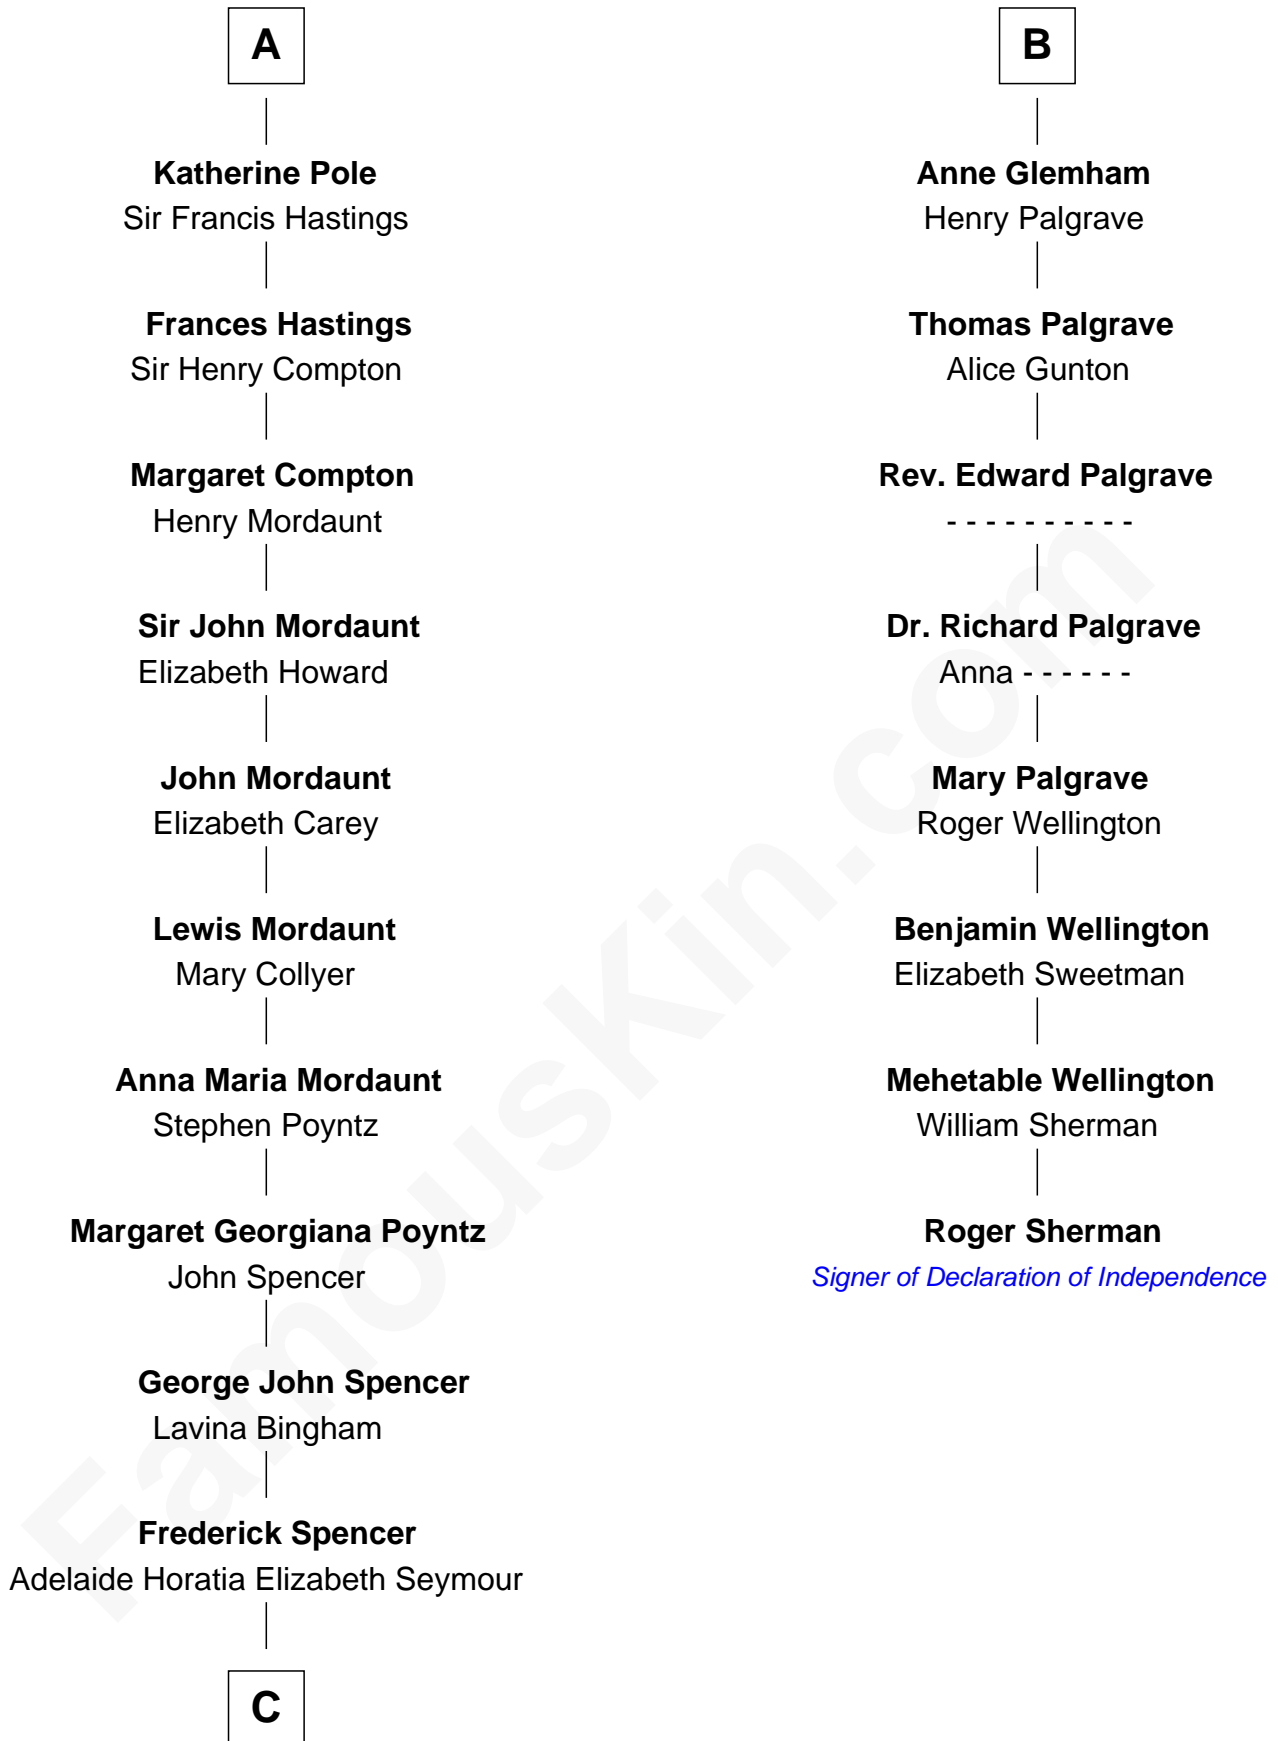 A
Katherine Pole
Sir Francis Hastings
Frances Hastings
Sir Henry Compton
Margaret Compton
Henry Mordaunt
Sir John Mordaunt
Elizabeth Howard
John Mordaunt
Elizabeth Carey
Lewis Mordaunt
Mary Collyer
Anna Maria Mordaunt
Stephen Poyntz
Margaret Georgiana Poyntz
John Spencer
George John Spencer
Lavina Bingham
Frederick Spencer
Adelaide Horatia Elizabeth Seymour
C
B
Anne Glemham
Henry Palgrave
Thomas Palgrave
Alice Gunton
Rev. Edward Palgrave
- - - - - - - - - -
Dr. Richard Palgrave
Anna - - - - - -
Mary Palgrave
Roger Wellington
Benjamin Wellington
Elizabeth Sweetman
Mehetable Wellington
William Sherman
Roger Sherman
Signer of Declaration of Independence
FamousKin.com